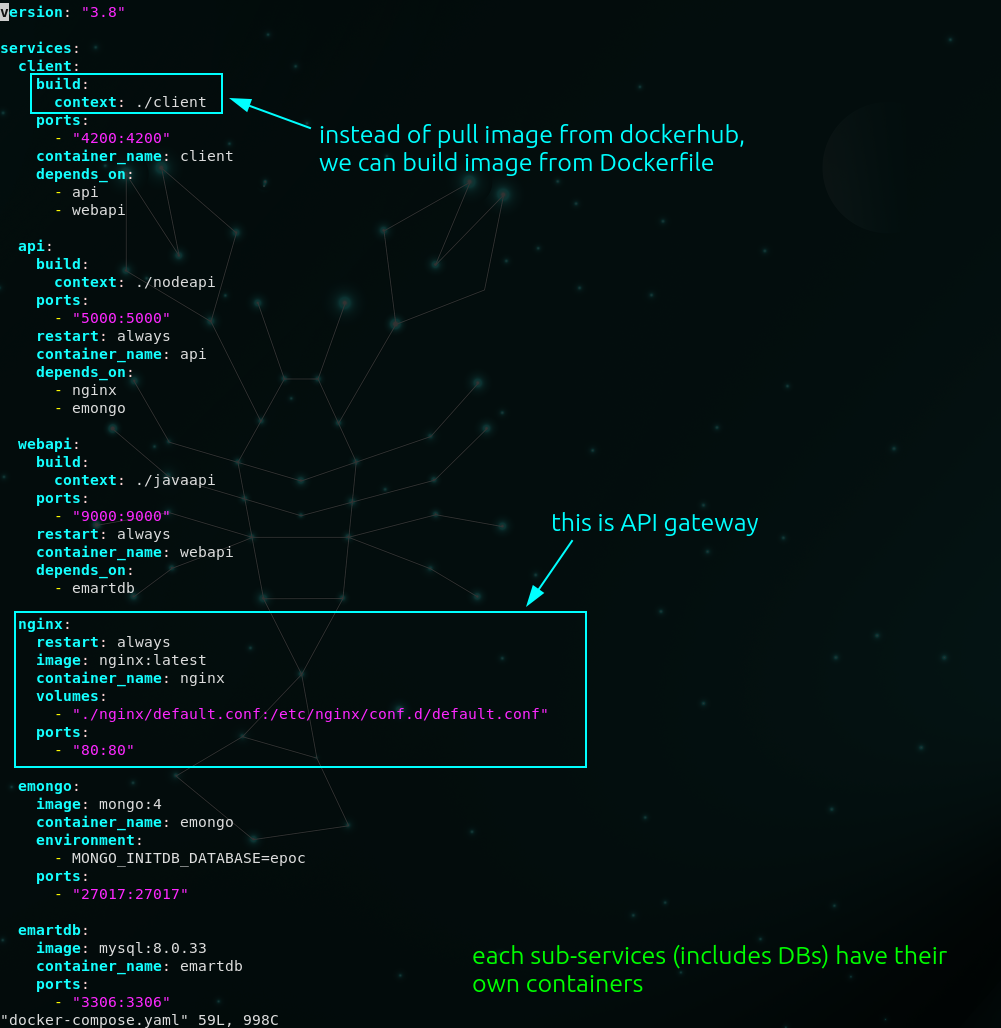 version: "3.8"
services:
client:
build:
context: ./client
ports:
- "4200:4200"
container_name: client
depends_on:
- api
- webapi
instead of pull image from dockerhub,
we can build image from Dockerfile
api:
build:
context: ./nodeapi
ports:
- "5000:5000"
restart: always
container_name: api
depends_on:
- nginx
- emongo
webapi:
build:
context: ./javaapi
ports:
- "9000:9000"
restart: always
container_name: webapi
depends_on:
- emartdb
this is API gateway
nginx:
restart: always
image: nginx:latest
container_name: nginx
volumes:
- "./nginx/default.conf:/etc/nginx/conf.d/default.conf"
ports:
- "80:80"
emongo:
image: mongo:4
container_name: emongo
environment:
- MONGO_INITDB_DATABASE=epoc
ports:
- "27017:27017"
emartdb:
image: mysql:8.0.33
container_name: emartdb
ports:
- "3306:3306"
each sub-services (includes DBs) have their
own containers
"docker-compose.yaml" 59L, 998C